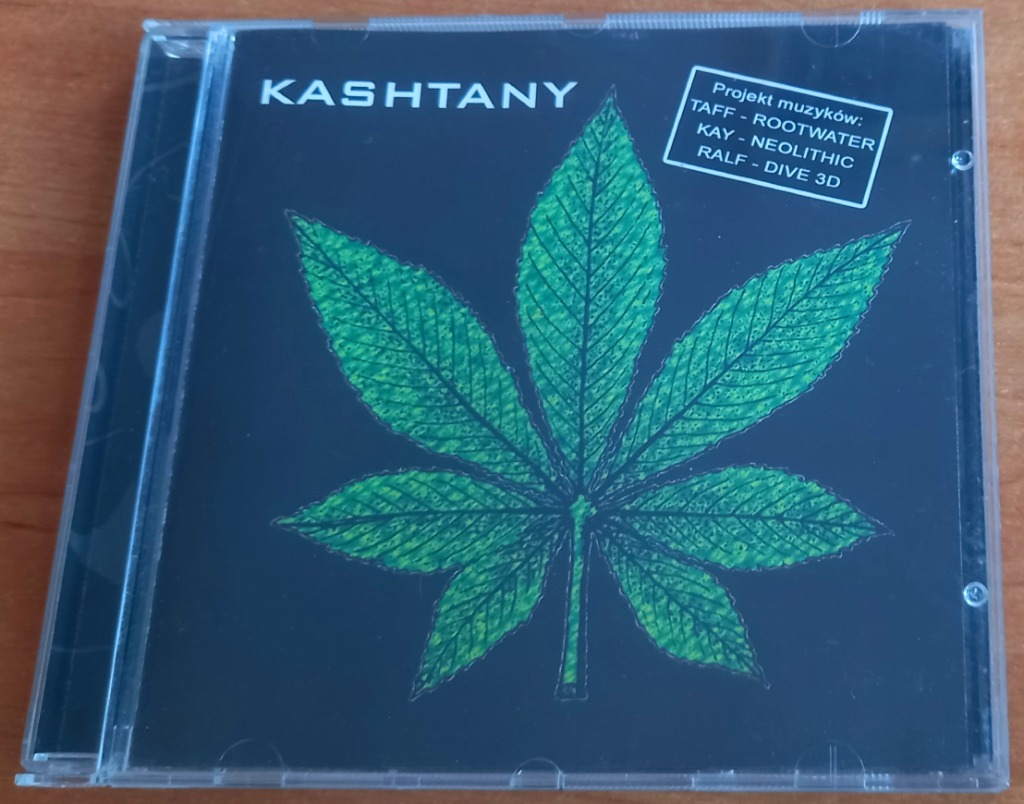 KASHTANY
Projekt muzyków:
TAFF - ROOTWATER
KAY - NEOLITHIC
RALF - DIVE 3D